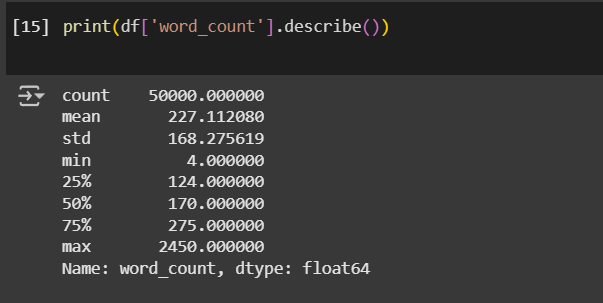 [15] print(df['word_count'].describe())
count 50000.000000
mean 227.112080
std 168.275619
min 4.000000
25% 124.000000
50% 170.000000
75% 275.000000
max 2450.000000
Name: word_count, dtype: float64